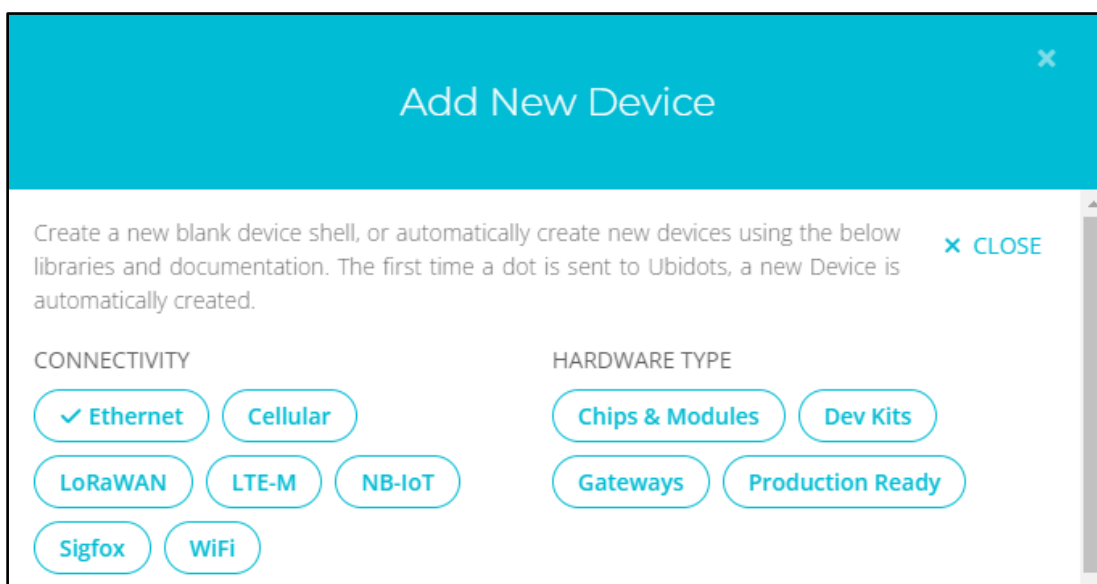 Add New Device
Create a new blank device shell, or automatically create new devices using the below
libraries and documentation. The first time a dot is sent to Ubidots, a new Device is
automatically created.
CLOSE
CONNECTIVITY
Ethernet Cellular
LoRaWAN LTE-M NB-IoT
Sigfox WiFi
HARDWARE TYPE
Chips & Modules Dev Kits
Gateways Production Ready